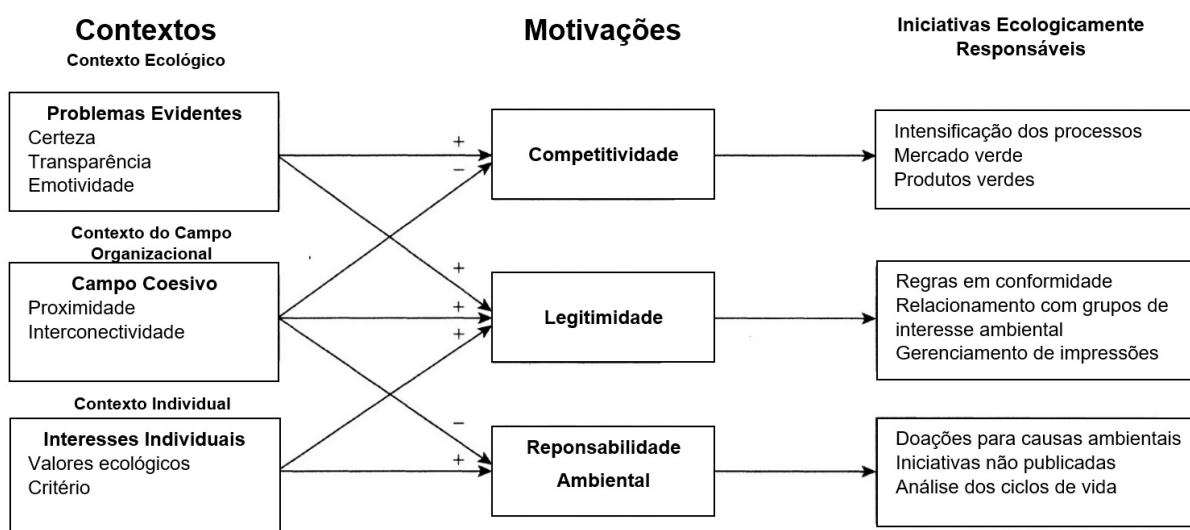 Contextos
Contexto Ecológico
Problemas Evidentes
Certeza
Transparência
Emotividade
Contexto do Campo
Organizacional
Campo Coesivo
Proximidade
Interconectividade
Contexto Individual
Interesses Individuais
Valores ecológicos
Critério
+
−
+
+
+
−
+
Motivações
Competitividade
Legitimidade
Reponsabilidade
Ambiental
Iniciativas Ecologicamente
Responsáveis
Intensificação dos processos
Mercado verde
Produtos verdes
Regras em conformidade
Relacionamento com grupos de
interesse ambiental
Gerenciamento de impressões
Doações para causas ambientais
Iniciativas não publicadas
Análise dos ciclos de vida